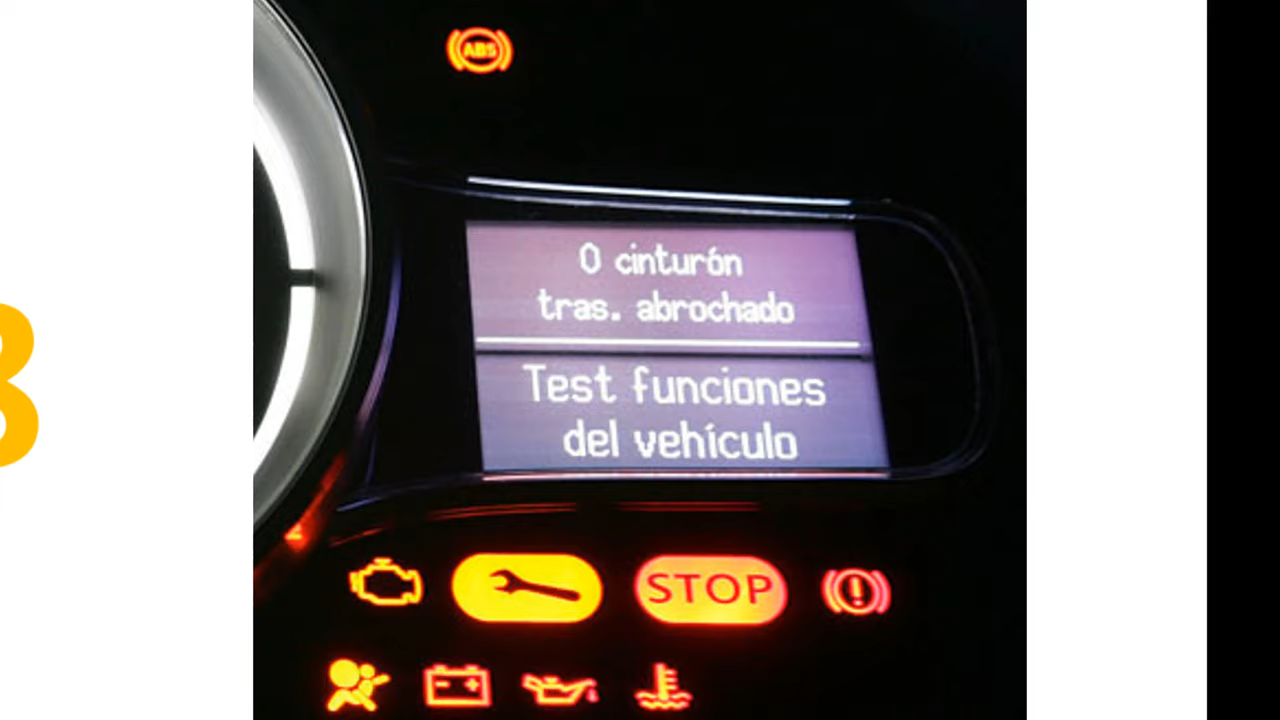 ABS
0 cinturón
tras. abrochado
Test funciones
del vehículo
STOP